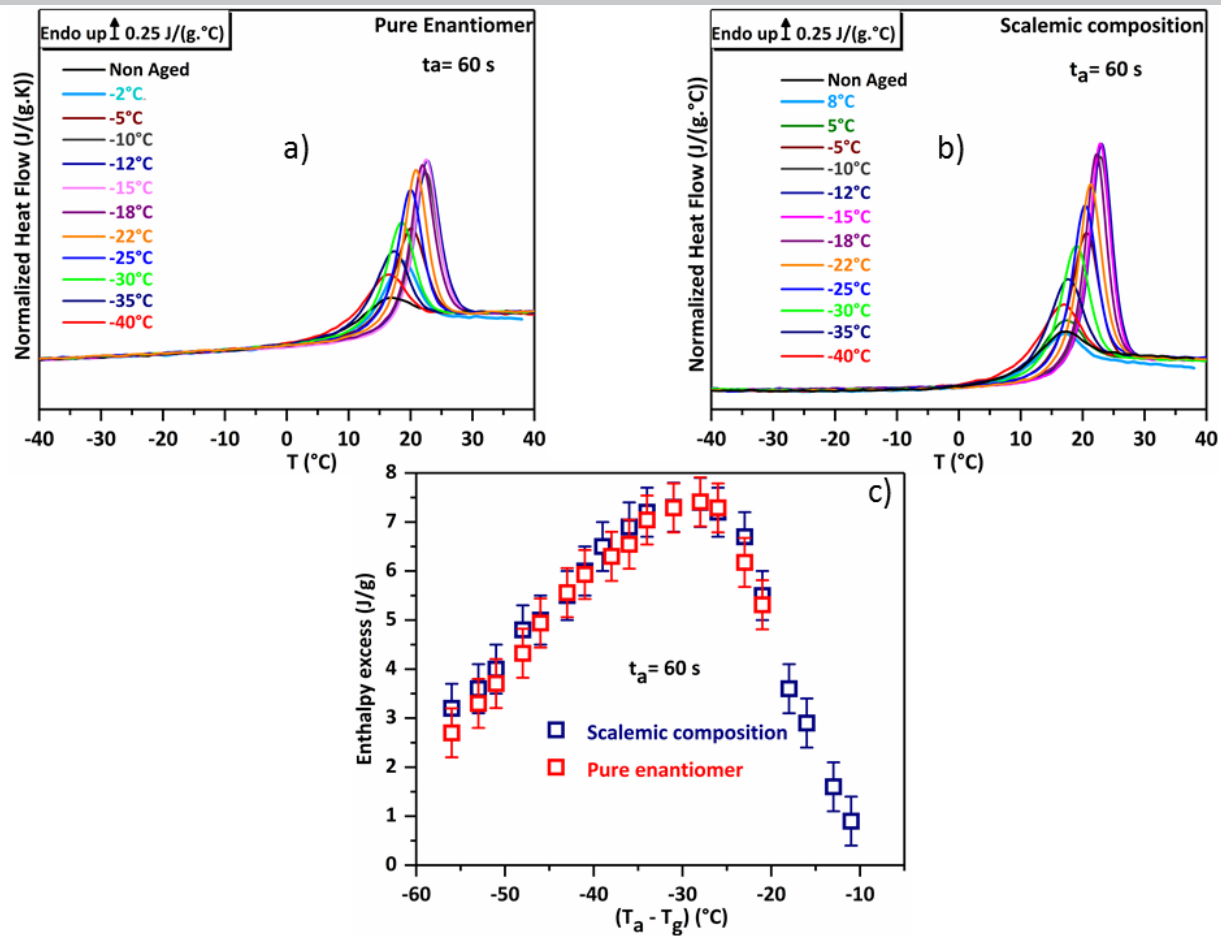 Endo up 0.25 J/(g.°C)
Pure Enantiomer
ta= 60 s
Normalized Heat Flow (J/(g.K))
Non Aged
-2°C.
-5°C
-10°C
-12°C
-15°C
-18°C
-22°C
-25°C
-30°C
-35°C
-40°C
a)
-40 -30 -20 -10 0 10 20 30 40
T (°C)
Endo up 0.25 J/(g.°C)
Scalemic composition
ta= 60 s
Normalized Heat Flow (J/(g.°C))
Non Aged
8°C
5°C
-5°C
-10°C
-12°C
-15°C
-18°C
-22°C
-25°C
-30°C
-35°C
-40°C
b)
-40 -30 -20 -10 0 10 20 30 40
T (°C)
c)
Enthalpy excess (J/g)
8
7
6
5
4
3
2
1
0
ta= 60 s
Scalemic composition
Pure enantiomer
-60 -50 -40 -30 -20 -10
(Ta - Tg) (°C)